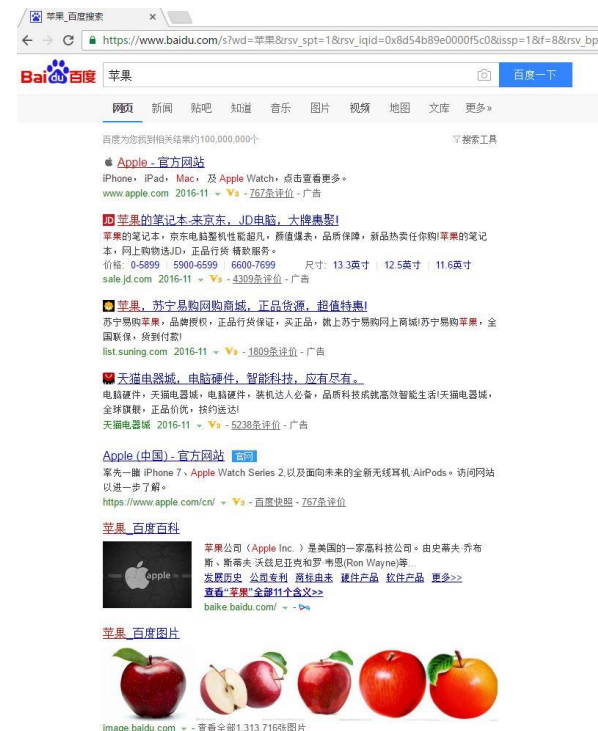 苹果_百度搜索
https://www.baidu.com/s?wd=苹果&rsv_spt=1&rsv_iqid=0x8d54b89e0000f5c0&issp=1&f=8&rsv_bp
Bai du 百度 苹果 百度一下
网页 新闻 贴吧 知道 音乐 图片 视频 地图 文库 更多»
百度为您找到相关结果约100,000,000个 搜索工具
Apple - 官方网站
iPhone, iPad, Mac, 及 Apple Watch, 点击查看更多。
www.apple.com 2016-11 V3 - 767条评价 - 广告
JD 苹果的笔记本-来京东, JD电脑, 大牌惠聚!
苹果的笔记本, 京东电脑整机性能超凡, 颜值爆表, 品质保障, 新品热卖任你购!苹果的笔记
本, 网上购物选JD, 正品行货 精致服务。
价格: 0-5899 | 5900-6599 | 6600-7699 尺寸: 13.3英寸 | 12.5英寸 | 11.6英寸
sale.jd.com 2016-11 V3 - 4309条评价 - 广告
苹果, 苏宁易购网购商城, 正品货源, 超值特惠!
苏宁易购苹果, 品牌授权, 正品行货保证, 买正品, 就上苏宁易购网上商城!苏宁易购苹果, 全
国联保, 货到付款!
list.suning.com 2016-11 V3 - 1809条评价 - 广告
天猫电器城, 电脑硬件, 智能科技, 应有尽有。
电脑硬件, 天猫电器城, 电脑硬件, 装机达人必备, 品质科技成就高效智能生活!天猫电器城,
全球旗舰, 正品价优, 按约送达!
天猫电器城 2016-11 V3 - 5238条评价 - 广告
Apple (中国) - 官方网站 官网
率先一睹 iPhone 7、Apple Watch Series 2,以及面向未来的全新无线耳机:AirPods。访问网站
以进一步了解。
https://www.apple.com/cn/ V3 - 百度快照 - 767条评价
苹果_百度百科
apple
苹果公司(Apple Inc. )是美国的一家高科技公司。由史蒂夫·乔布
斯、斯蒂夫·沃兹尼亚克和罗·韦恩(Ron Wayne)等...
发展历史 公司专利 商标由来 硬件产品 软件产品 更多>>
查看“苹果”全部11个含义>>
baike.baidu.com/
苹果_百度图片
image.baidu.com - 查看全部1,313,716张图片